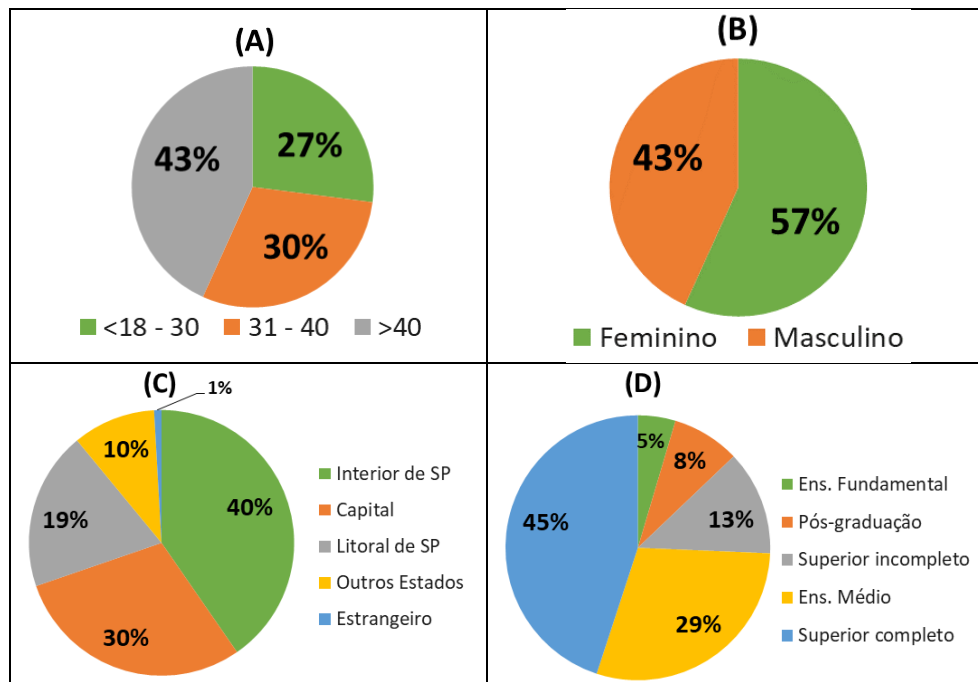 (A)
43%
27%
30%
<18 - 30 31 - 40 >40
(B)
43%
57%
Feminino Masculino
(C)
1%
10%
19%
40%
30%
Interior de SP
Capital
Litoral de SP
Outros Estados
Estrangeiro
(D)
5%
8%
13%
45%
29%
Ens. Fundamental
Pós-graduação
Superior incompleto
Ens. Médio
Superior completo